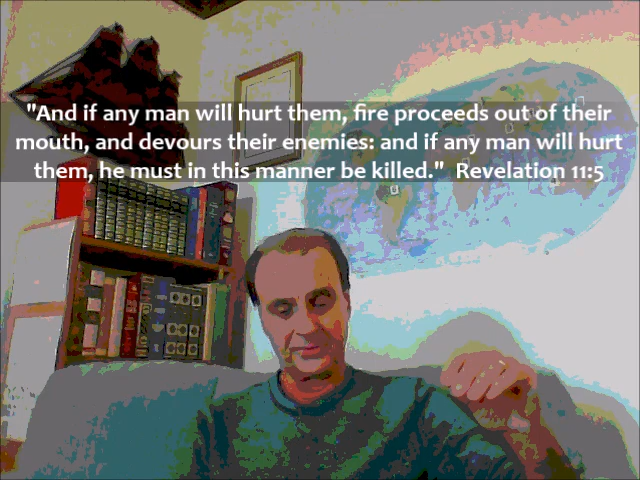 "And if any man will hurt them, fire proceeds out of their
mouth, and devours their enemies: and if any man will hurt
them, he must in this manner be killed."  Revelation 11:5